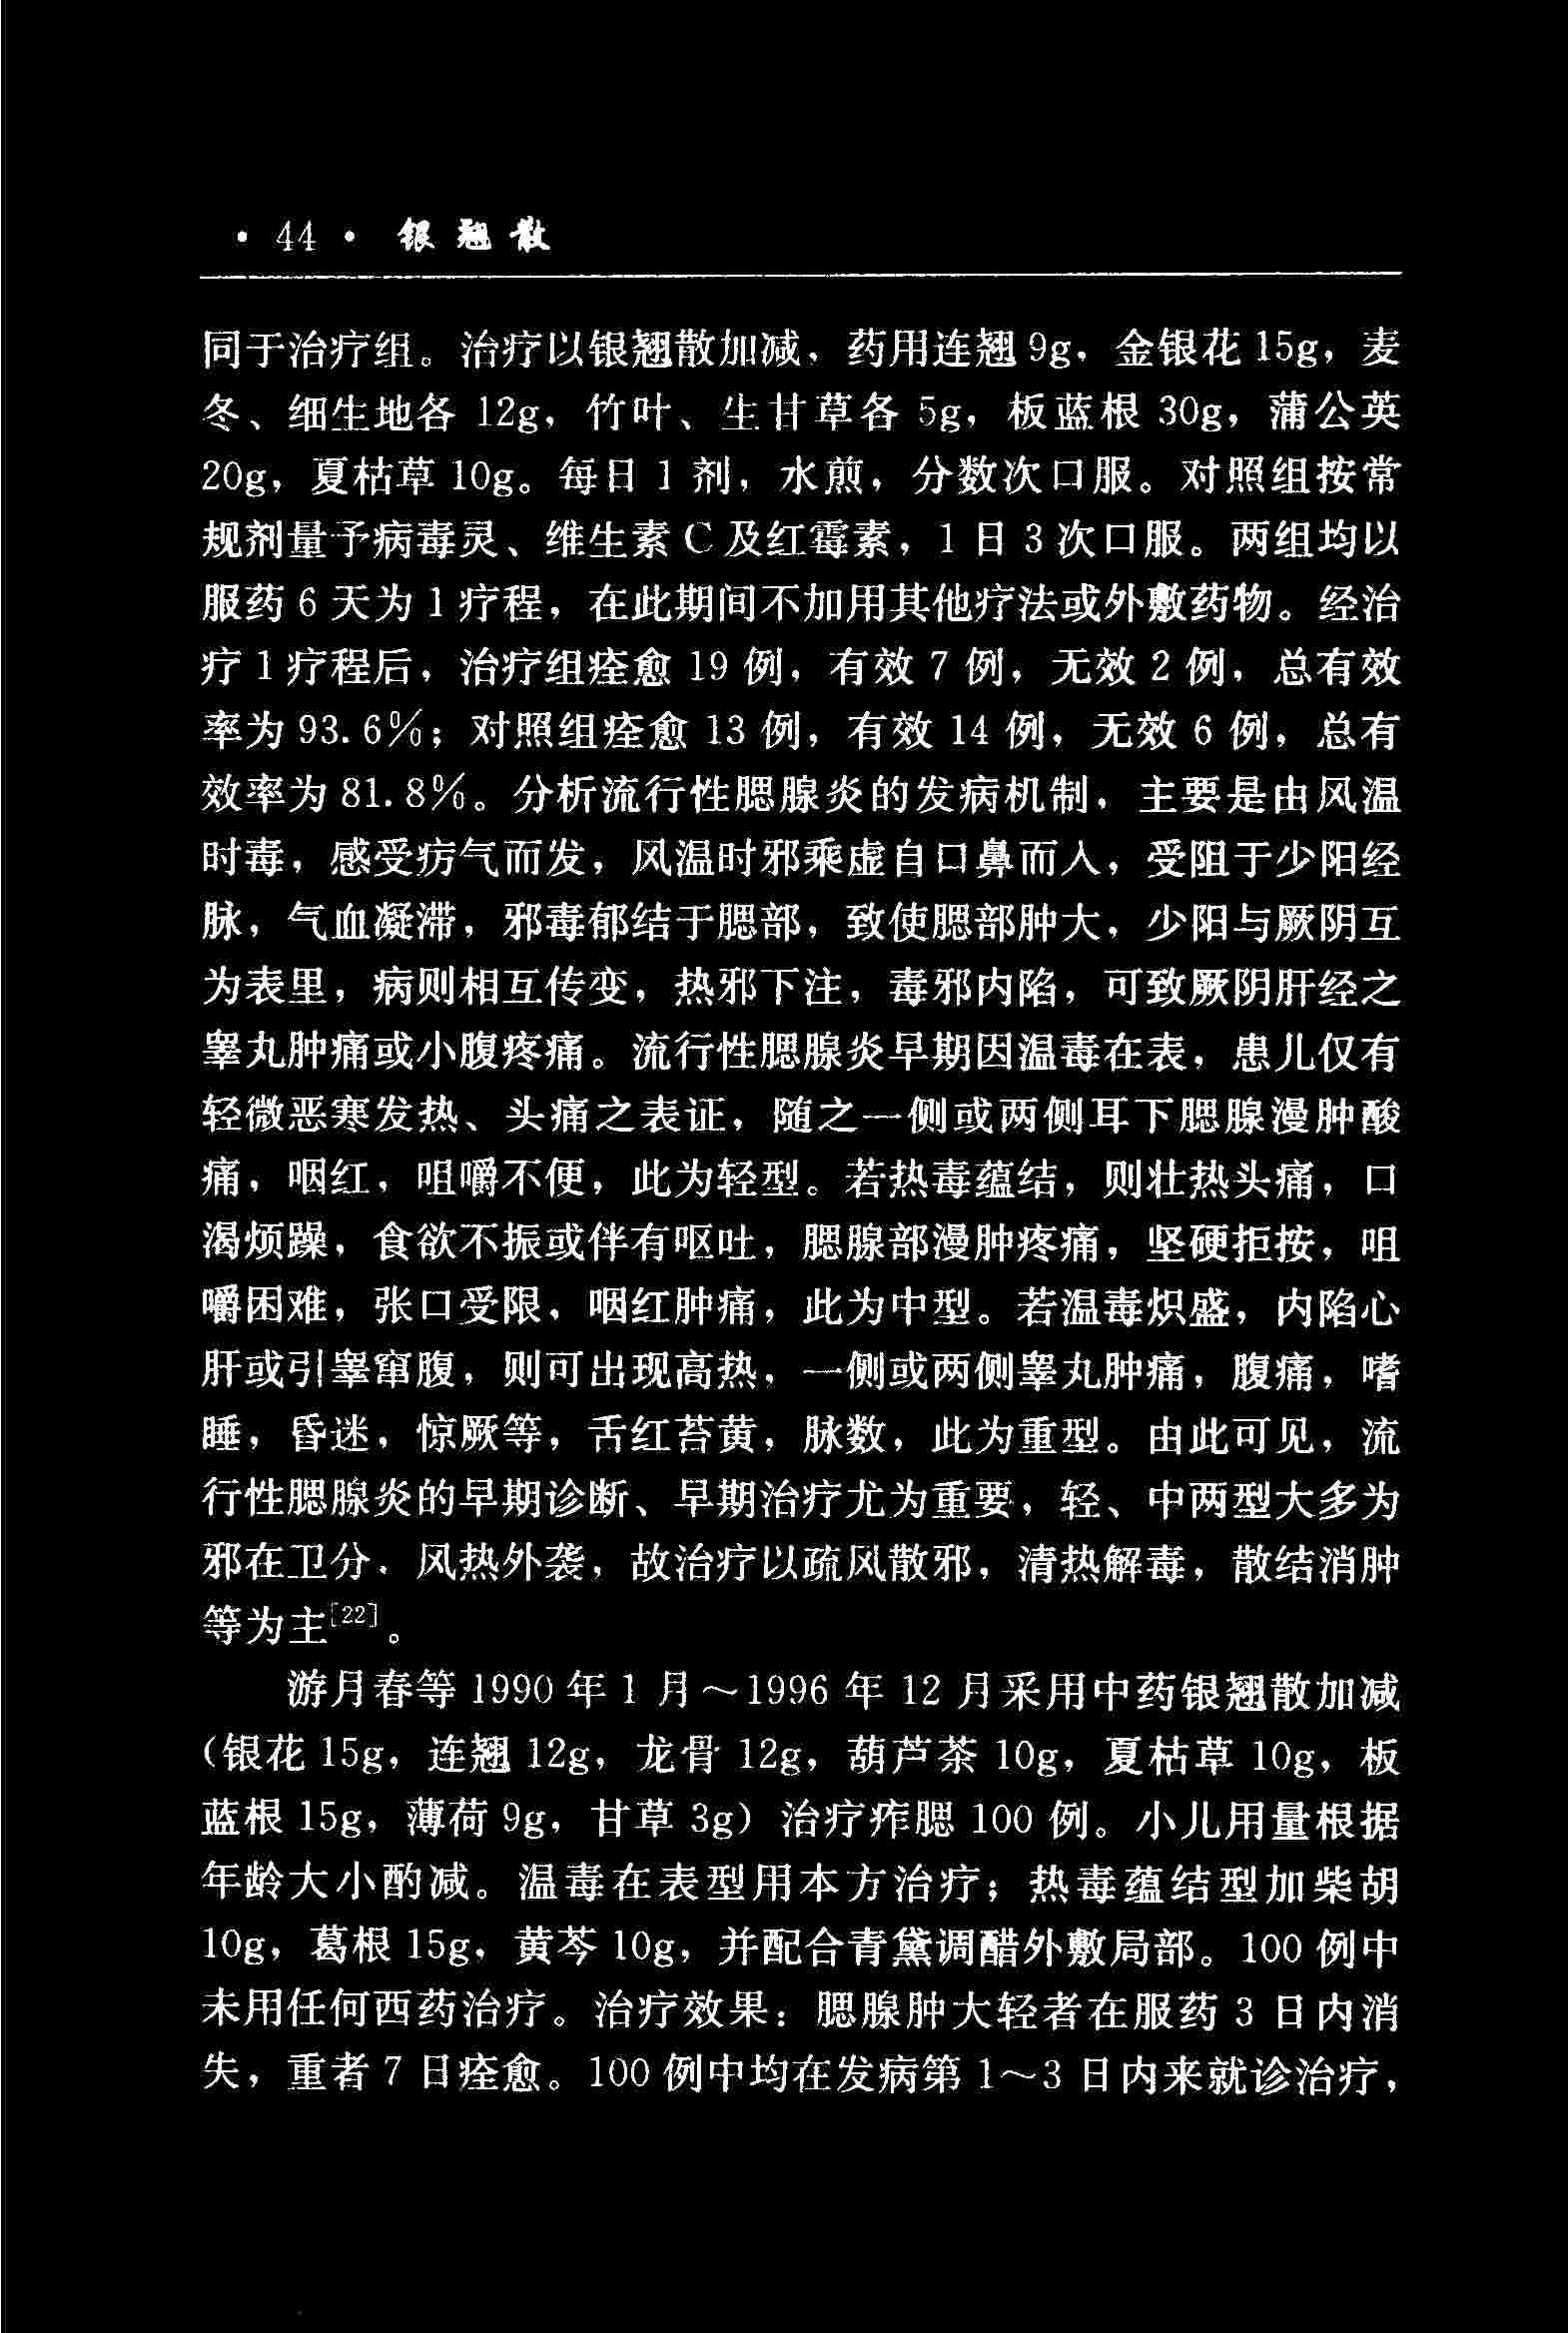 · 44 · 银翘散
同于治疗组。治疗以银翘散加减，药用连翘 9g，金银花 15g，麦
冬、细生地各 12g，竹叶、生甘草各 5g，板蓝根 30g，蒲公英
20g，夏枯草 10g。每日 1 剂，水煎，分数次口服。对照组按常
规剂量予病毒灵、维生素 C 及红霉素，1 日 3 次口服。两组均以
服药 6 天为 1 疗程，在此期间不加用其他疗法或外敷药物。经治
疗 1 疗程后，治疗组痊愈 19 例，有效 7 例，无效 2 例，总有效
率为 93.6%；对照组痊愈 13 例，有效 14 例，无效 6 例，总有
效率为 81.8%。分析流行性腮腺炎的发病机制，主要是由风温
时毒，感受疠气而发，风温时邪乘虚自口鼻而入，受阻于少阳经
脉，气血凝滞，邪毒郁结于腮部，致使腮部肿大，少阳与厥阴互
为表里，病则相互传变，热邪下注，毒邪内陷，可致厥阴肝经之
睾丸肿痛或小腹疼痛。流行性腮腺炎早期因温毒在表，患儿仅有
轻微恶寒发热、头痛之表证，随之一侧或两侧耳下腮腺漫肿酸
痛，咽红，咀嚼不便，此为轻型。若热毒蕴结，则壮热头痛，口
渴烦躁，食欲不振或伴有呕吐，腮腺部漫肿疼痛，坚硬拒按，咀
嚼困难，张口受限，咽红肿痛，此为中型。若温毒炽盛，内陷心
肝或引睾窜腹，则可出现高热，一侧或两侧睾丸肿痛，腹痛，嗜
睡，昏迷，惊厥等，舌红苔黄，脉数，此为重型。由此可见，流
行性腮腺炎的早期诊断、早期治疗尤为重要，轻、中两型大多为
邪在卫分，风热外袭，故治疗以疏风散邪，清热解毒，散结消肿
等为主[22]。
游月春等 1990 年 1 月～1996 年 12 月采用中药银翘散加减
（银花 15g，连翘 12g，龙骨 12g，葫芦茶 10g，夏枯草 10g，板
蓝根 15g，薄荷 9g，甘草 3g）治疗痄腮 100 例。小儿用量根据
年龄大小酌减。温毒在表型用本方治疗；热毒蕴结型加柴胡
10g，葛根 15g，黄芩 10g，并配合青黛调醋外敷局部。100 例中
未用任何西药治疗。治疗效果：腮腺肿大轻者在服药 3 日内消
失，重者 7 日痊愈。100 例中均在发病第 1～3 日内来就诊治疗，